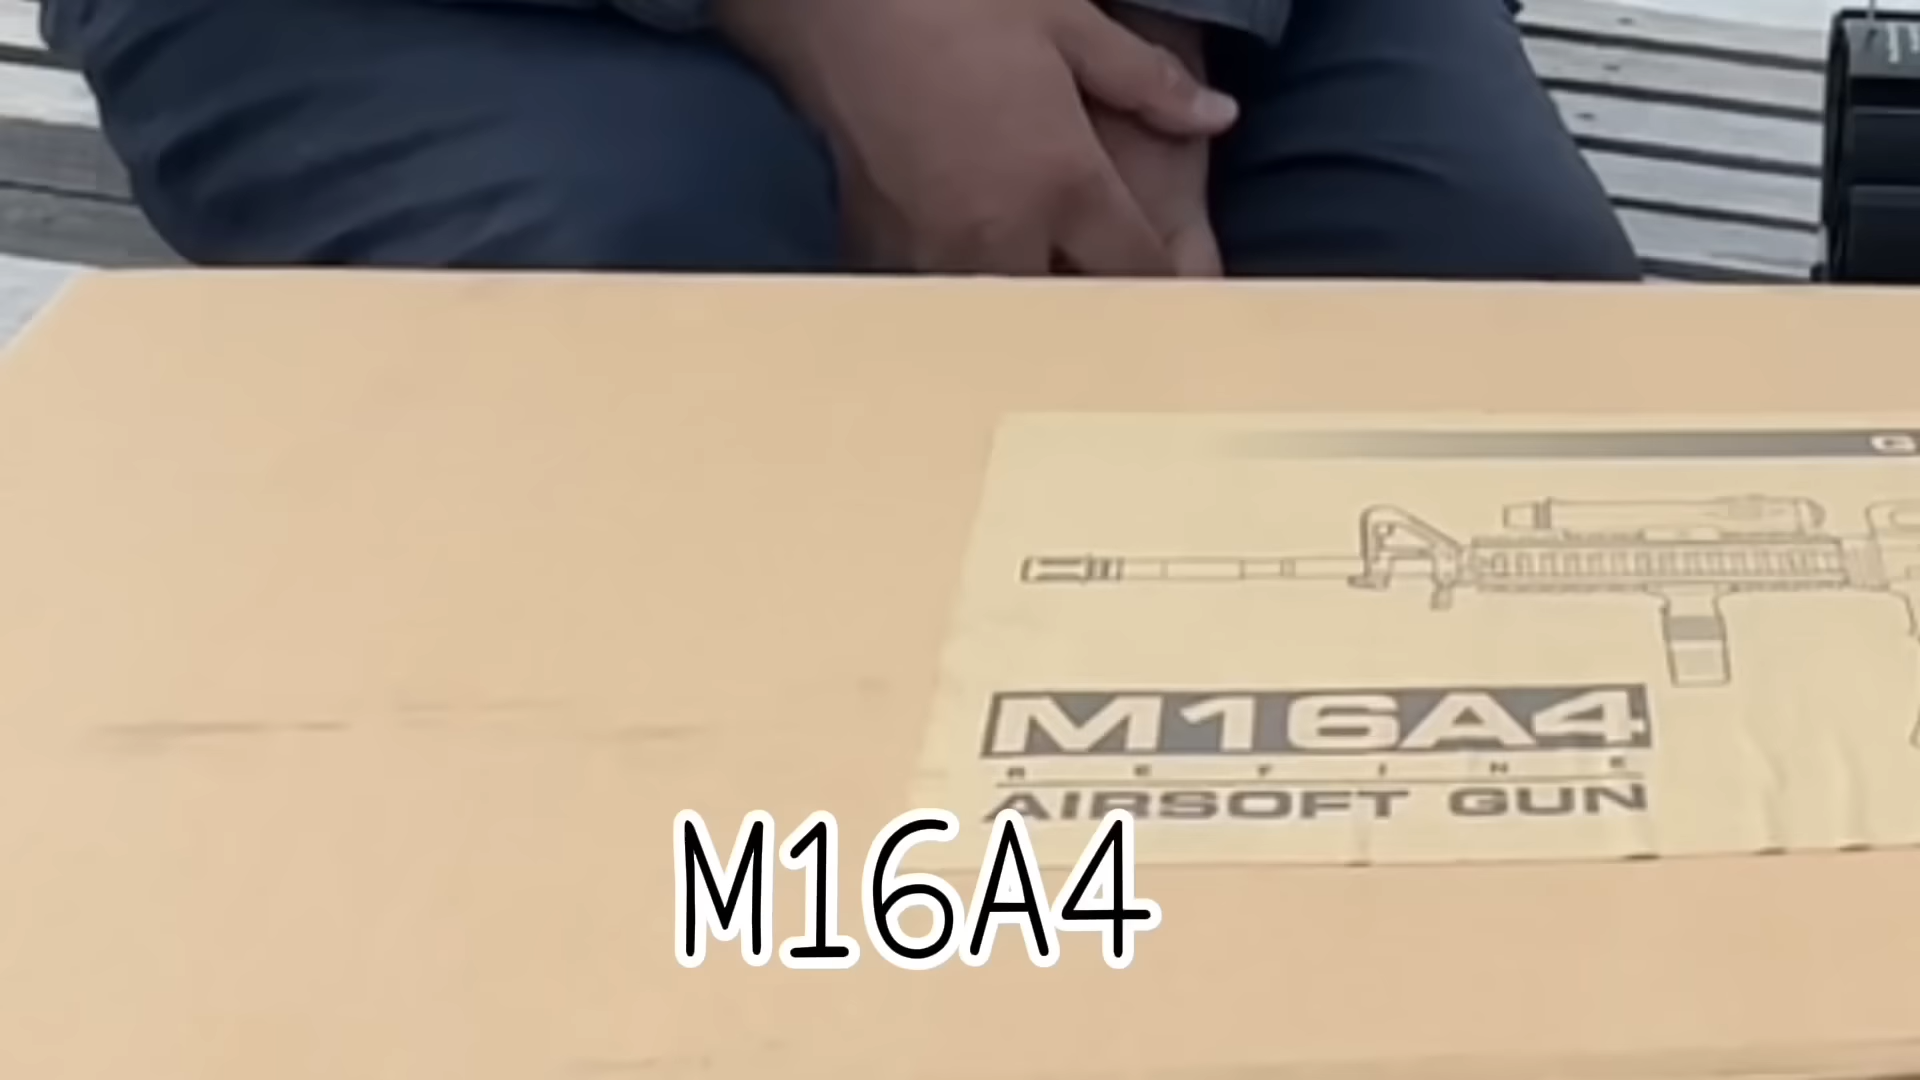 G
M16A4
REFINE
AIRSOFT GUN
M16A4